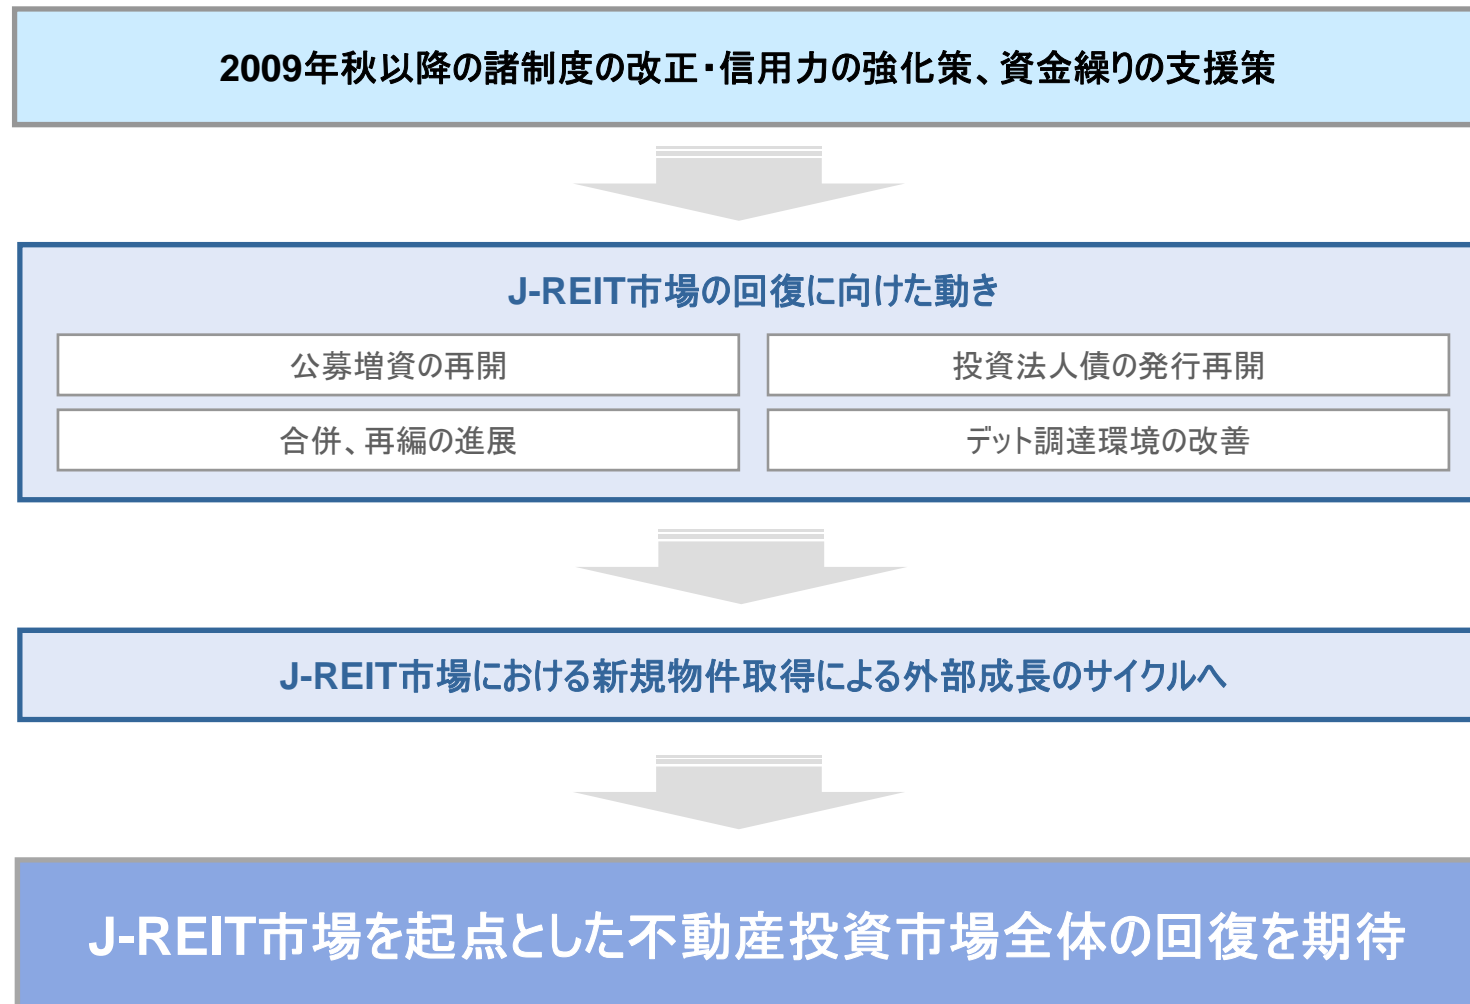 2009年秋以降の諸制度の改正・信用力の強化策、資金繰りの支援策
J-REIT市場の回復に向けた動き
公募増資の再開
投資法人債の発行再開
合併、再編の進展
デット調達環境の改善
J-REIT市場における新規物件取得による外部成長のサイクルへ
J-REIT市場を起点とした不動産投資市場全体の回復を期待